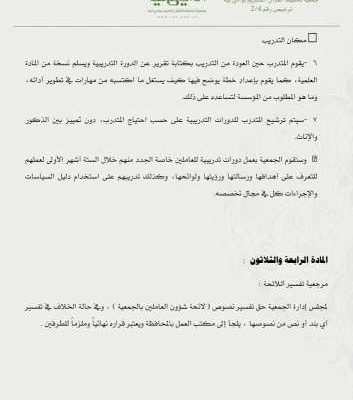 ترخيص رقم 2/4
مكان التدريب
٦ -يقوم المتدرب حين العودة من الدورة التدريبية بكتابة تقرير عن الدورة التدريبية ويسلم نسخة من المادة
العلمية، كما يقوم بإعداد خطة يوضح فيها كيف يستغل ما اكتسبه من مهارات في تطوير أدائه،
وما هو المطلوب من المؤسسة لتساعده على ذلك.
٧ -سيتم ترشيح المتدرب للدورات التدريبية على حسب احتياج المتدرب، دون تمييز بين الذكور
والإناث.
وستقوم الجمعية بعمل دورات تدريبية للعاملين خاصة الجدد منهم خلال الستة أشهر الأولى لعملهم
للتعرف على أهدافها ورسالتها ورؤيتها ولوائحها، وكذلك تدريبهم على استخدام دليل السياسات
والإجراءات كل في مجال تخصصه.
المادة الرابعة والثلاثون :
مرجعية تفسير اللائحة :
لمجلس إدارة الجمعية حق تفسير نصوص ( لائحة شؤون العاملين بالجمعية ) ، وفي حالة الخلاف في تفسير
أي بند أو نص من نصوصها ، يلجأ إلى مكتب العمل بالمحافظة ويعتبر قراره نهائياً وملزماً للطرفين .